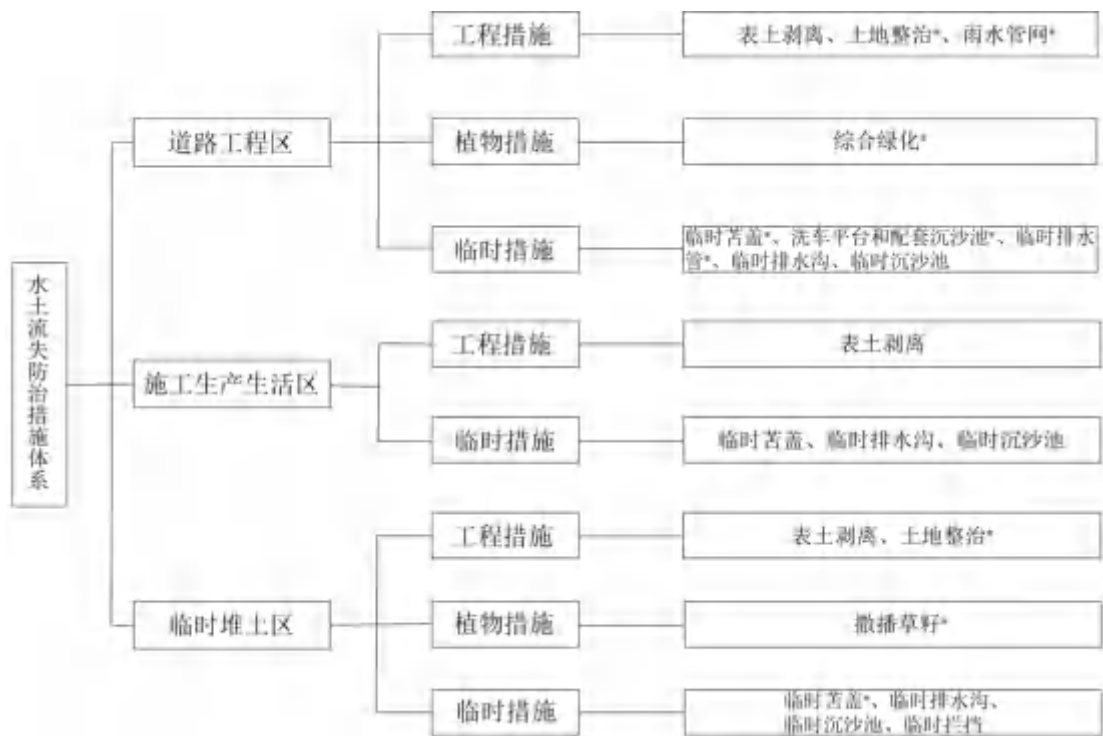 水土流失防治措施体系
道路工程区
工程措施
表土剥离、土地整治*、雨水管网*
植物措施
综合绿化*
临时措施
临时苫盖*、洗车平台和配套沉沙池*、临时排水
管*、临时排水沟、临时沉沙池
施工生产生活区
工程措施
表土剥离
临时措施
临时苫盖、临时排水沟、临时沉沙池
临时堆土区
工程措施
表土剥离、土地整治*
植物措施
撒播草籽*
临时措施
临时苫盖*、临时排水沟、
临时沉沙池、临时拦挡